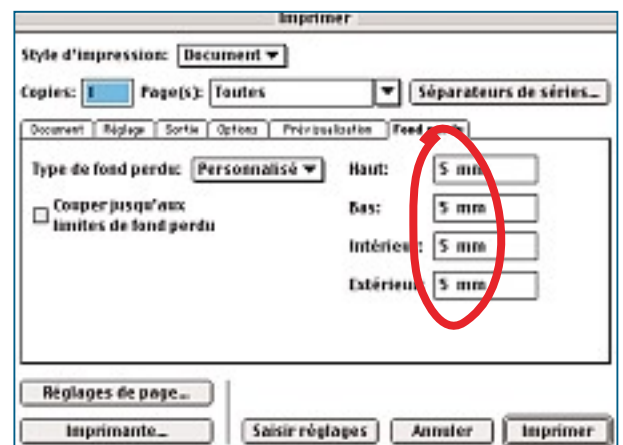 Imprimer
Style d'impression: Document
Copies: 1 Page(s): Toutes Séparateurs de séries...
Document Réglage Sortie Options Prévisualisation Fond perdu
Type de fond perdu: Personnalisé Haut: 5 mm
Couper jusqu'aux Bas: 5 mm
limites de fond perdu
Intérieur: 5 mm
Extérieur: 5 mm
Réglages de page...
Imprimante... Saisir réglages Annuler Imprimer